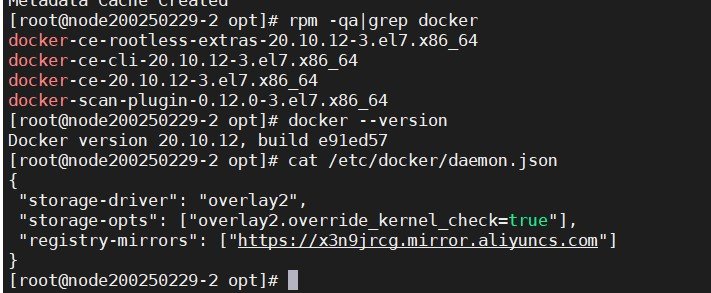 Metadata Cache Created
[root@node200250229-2 opt]# rpm -qa|grep docker
docker-ce-rootless-extras-20.10.12-3.el7.x86_64
docker-ce-cli-20.10.12-3.el7.x86_64
docker-ce-20.10.12-3.el7.x86_64
docker-scan-plugin-0.12.0-3.el7.x86_64
[root@node200250229-2 opt]# docker --version
Docker version 20.10.12, build e91ed57
[root@node200250229-2 opt]# cat /etc/docker/daemon.json
{
 "storage-driver": "overlay2",
 "storage-opts": ["overlay2.override_kernel_check=true"],
 "registry-mirrors": ["https://x3n9jrcg.mirror.aliyuncs.com"]
}
[root@node200250229-2 opt]#